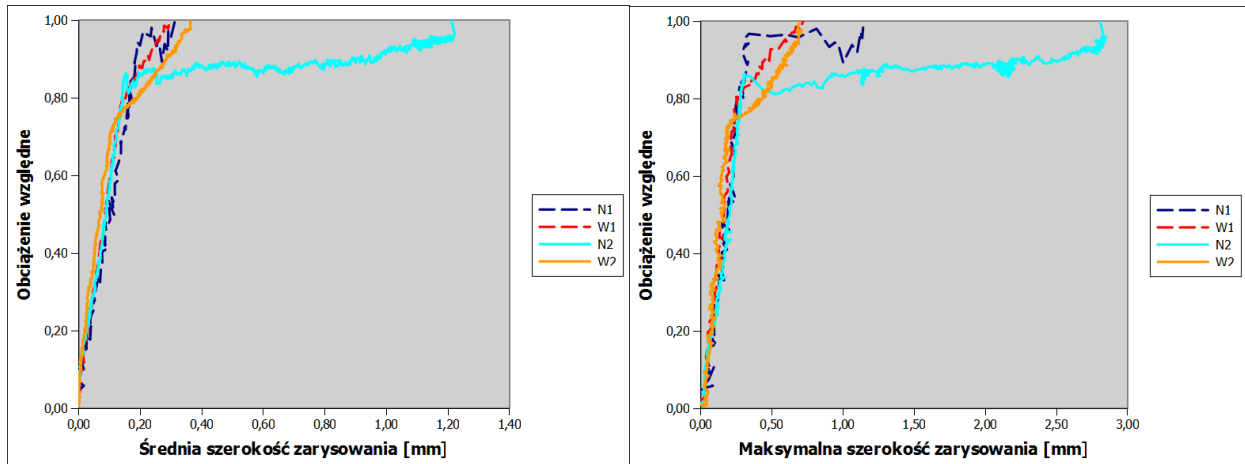 1,00
0,80
0,60
0,40
0,20
0,00
Obciążenie względne
0,00 0,20 0,40 0,60 0,80 1,00 1,20 1,40
Średnia szerokość zarysowania [mm]
N1
W1
N2
W2
1,00
0,80
0,60
0,40
0,20
0,00
Obciążenie względne
0,00 0,50 1,00 1,50 2,00 2,50 3,00
Maksymalna szerokość zarysowania [mm]
N1
W1
N2
W2